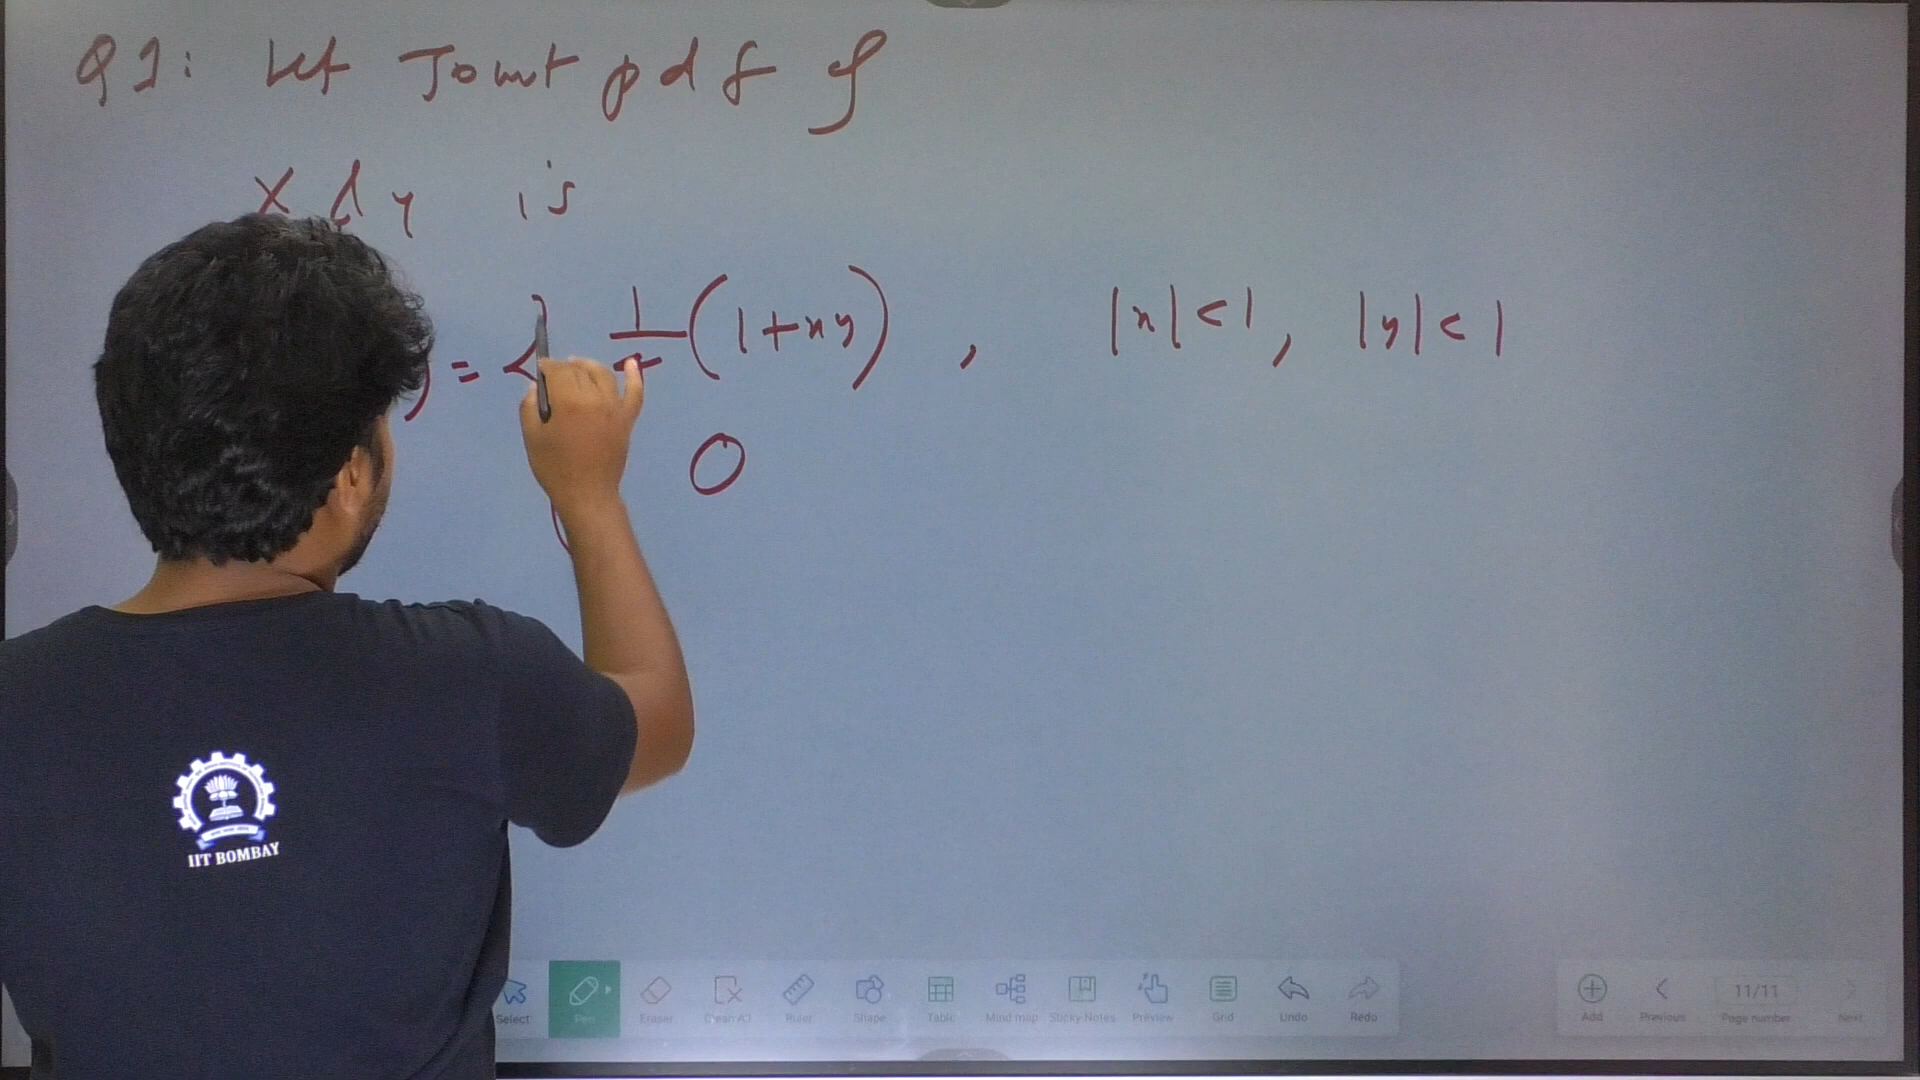 Q1: Let Joint pdf of
X & Y is
) = { 1/4 (1+xy) , |x|<1, |y|<1
0
IIT BOMBAY
Select Pen Eraser Clean All Ruler Shape Table Mind map Sticky Notes Preview Grid Undo Redo
Add Previous 11/11 Page number Next